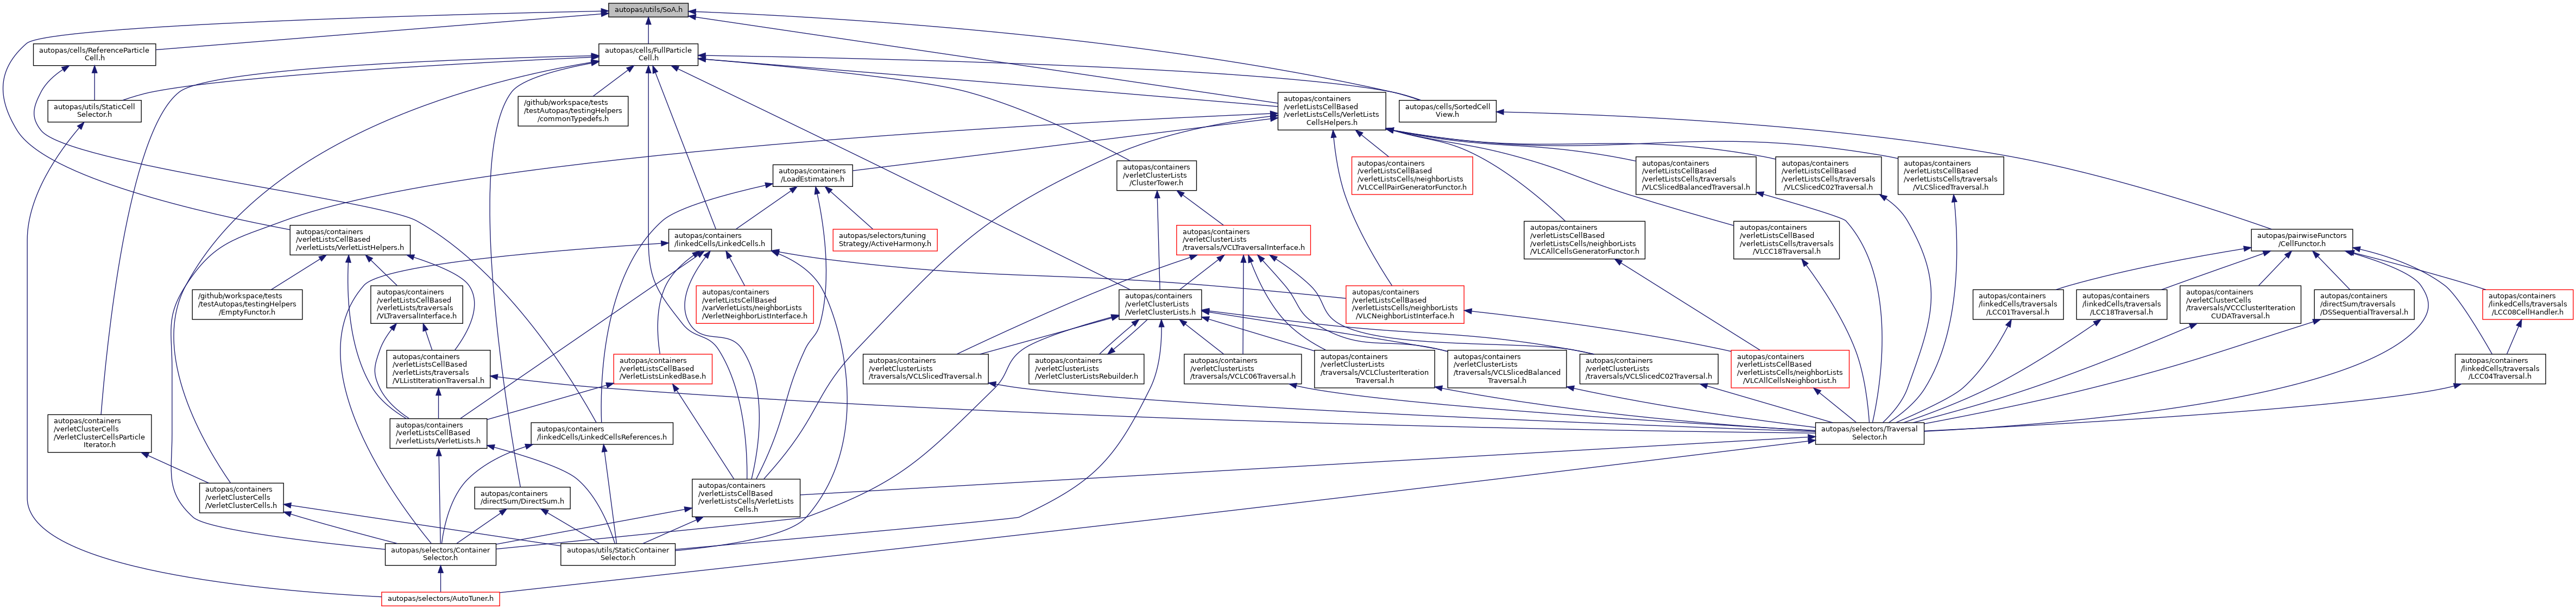 autopas/utils/SoA.h
autopas/cells/ReferenceParticle
Cell.h
autopas/cells/FullParticle
Cell.h
autopas/utils/StaticCell
Selector.h
/github/workspace/tests
/testAutopas/testingHelpers
/commonTypedefs.h
autopas/containers
/verletListsCellBased
/verletListsCells/VerletLists
CellsHelpers.h
autopas/cells/SortedCell
View.h
autopas/containers
/LoadEstimators.h
autopas/containers
/verletClusterLists
/ClusterTower.h
autopas/containers
/verletListsCellBased
/verletListsCells/neighborLists
/VLCCellPairGeneratorFunctor.h
autopas/containers
/verletListsCellBased
/verletListsCells/traversals
/VLCSlicedBalancedTraversal.h
autopas/containers
/verletListsCellBased
/verletListsCells/traversals
/VLCSlicedC02Traversal.h
autopas/containers
/verletListsCellBased
/verletListsCells/traversals
/VLCSlicedTraversal.h
autopas/containers
/verletListsCellBased
/verletLists/VerletListHelpers.h
autopas/containers
/linkedCells/LinkedCells.h
autopas/selectors/tuning
Strategy/ActiveHarmony.h
autopas/containers
/verletClusterLists
/traversals/VCLTraversalInterface.h
autopas/containers
/verletListsCellBased
/verletListsCells/neighborLists
/VLCAllCellsGeneratorFunctor.h
autopas/containers
/verletListsCellBased
/verletListsCells/traversals
/VLCC18Traversal.h
autopas/pairwiseFunctors
/CellFunctor.h
/github/workspace/tests
/testAutopas/testingHelpers
/EmptyFunctor.h
autopas/containers
/verletListsCellBased
/verletLists/traversals
/VLTraversalInterface.h
autopas/containers
/verletListsCellBased
/varVerletLists/neighborLists
/VerletNeighborListInterface.h
autopas/containers
/verletClusterLists
/VerletClusterLists.h
autopas/containers
/verletListsCellBased
/verletListsCells/neighborLists
/VLCNeighborListInterface.h
autopas/containers
/linkedCells/traversals
/LCC01Traversal.h
autopas/containers
/linkedCells/traversals
/LCC18Traversal.h
autopas/containers
/verletClusterCells
/traversals/VCCClusterIteration
CUDATraversal.h
autopas/containers
/directSum/traversals
/DSSequentialTraversal.h
autopas/containers
/linkedCells/traversals
/LCC08CellHandler.h
autopas/containers
/verletListsCellBased
/verletLists/traversals
/VLListIterationTraversal.h
autopas/containers
/verletListsCellBased
/VerletListsLinkedBase.h
autopas/containers
/verletClusterLists
/traversals/VCLSlicedTraversal.h
autopas/containers
/verletClusterLists
/VerletClusterListsRebuilder.h
autopas/containers
/verletClusterLists
/traversals/VCLC06Traversal.h
autopas/containers
/verletClusterLists
/traversals/VCLClusterIteration
Traversal.h
autopas/containers
/verletClusterLists
/traversals/VCLSlicedBalanced
Traversal.h
autopas/containers
/verletClusterLists
/traversals/VCLSlicedC02Traversal.h
autopas/containers
/verletListsCellBased
/verletListsCells/neighborLists
/VLCAllCellsNeighborList.h
autopas/containers
/linkedCells/traversals
/LCC04Traversal.h
autopas/containers
/verletClusterCells
/VerletClusterCellsParticle
Iterator.h
autopas/containers
/verletListsCellBased
/verletLists/VerletLists.h
autopas/containers
/linkedCells/LinkedCellsReferences.h
autopas/selectors/Traversal
Selector.h
autopas/containers
/verletClusterCells
/VerletClusterCells.h
autopas/containers
/directSum/DirectSum.h
autopas/containers
/verletListsCellBased
/verletListsCells/VerletLists
Cells.h
autopas/selectors/Container
Selector.h
autopas/utils/StaticContainer
Selector.h
autopas/selectors/AutoTuner.h